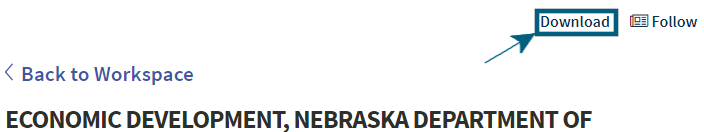 Download Follow
Back to Workspace
ECONOMIC DEVELOPMENT, NEBRASKA DEPARTMENT OF